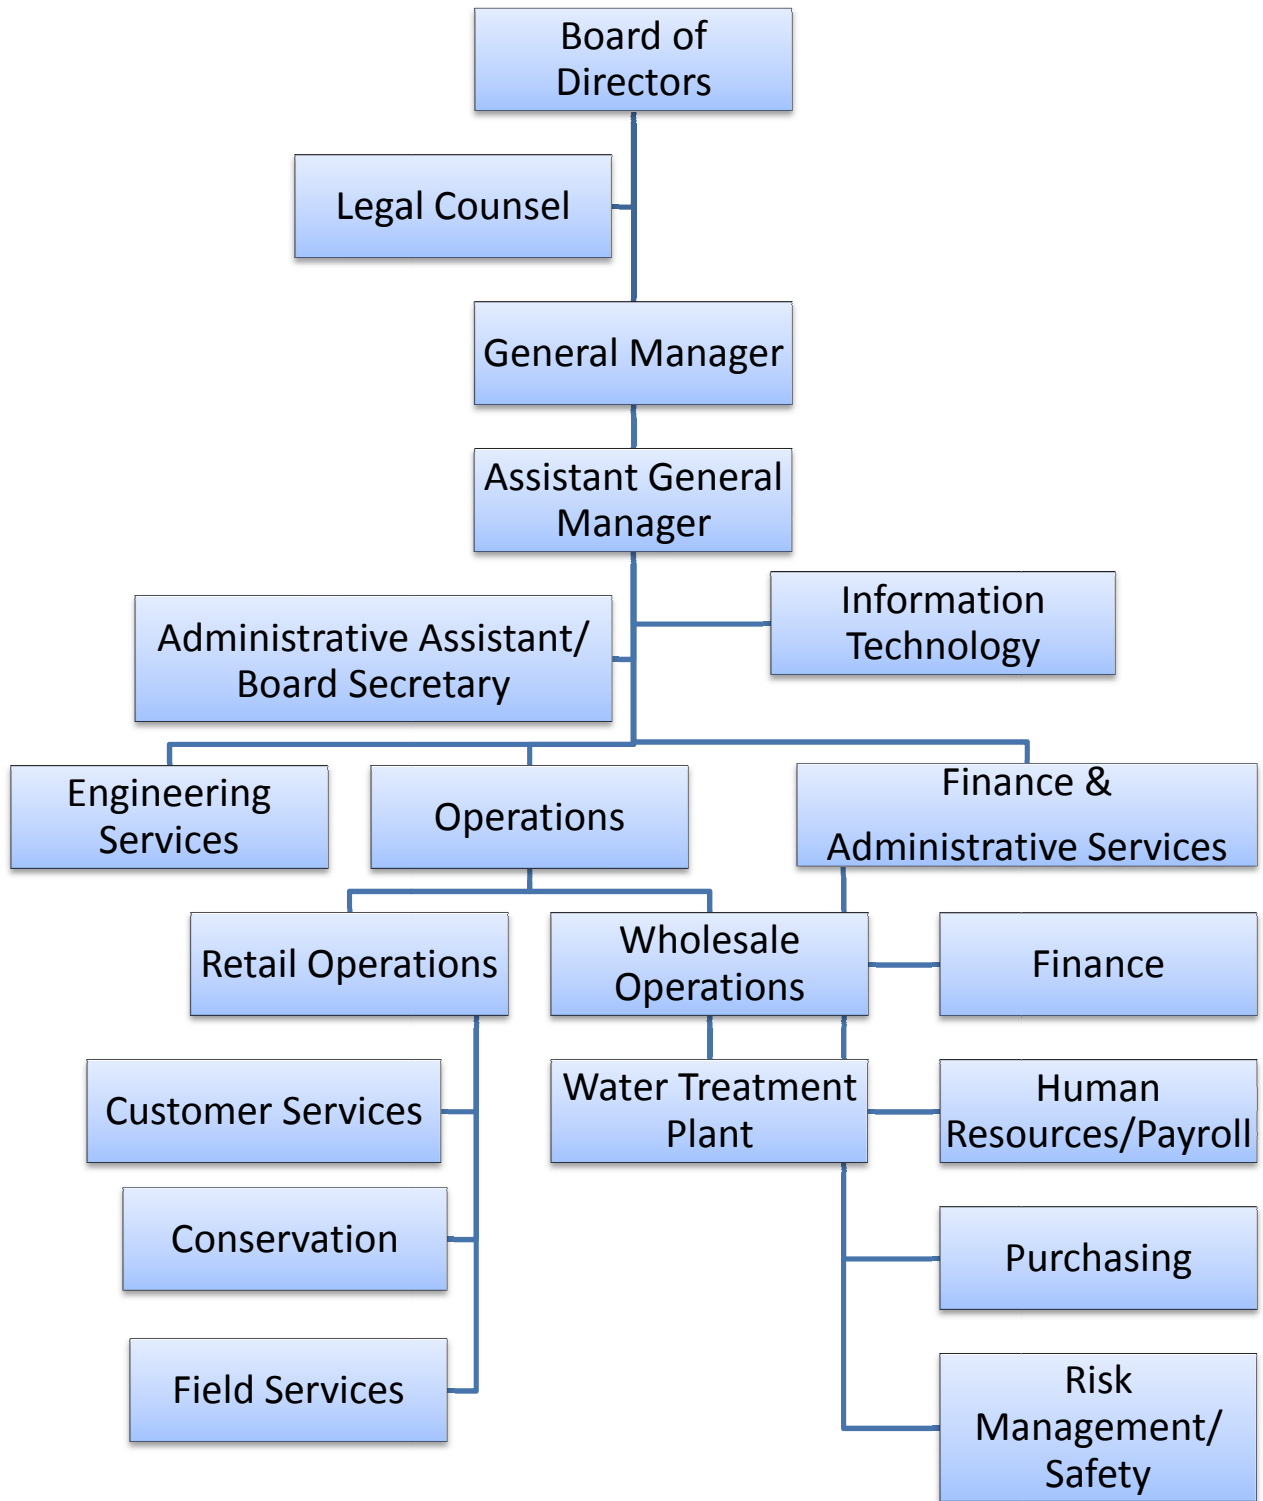 Board of
Directors
Legal Counsel
General Manager
Assistant General
Manager
Information
Technology
Administrative Assistant/
Board Secretary
Engineering
Services
Operations
Finance &
Administrative Services
Retail Operations
Wholesale
Operations
Finance
Customer Services
Water Treatment
Plant
Human
Resources/Payroll
Conservation
Purchasing
Field Services
Risk
Management/
Safety